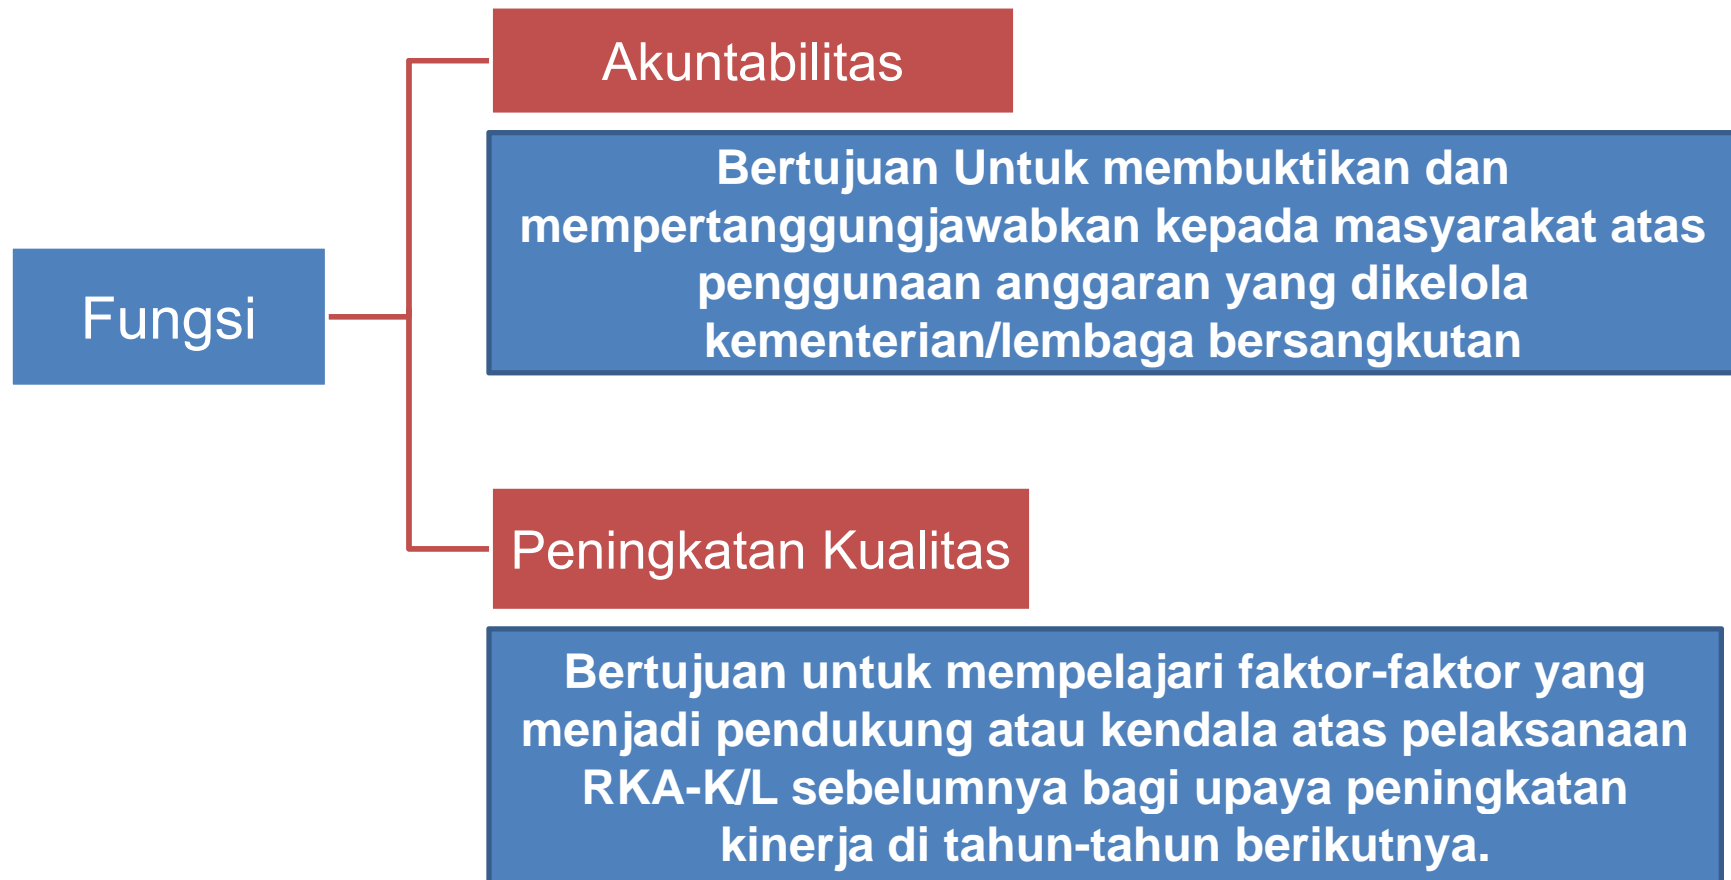 Akuntabilitas
Bertujuan Untuk membuktikan dan
mempertanggungjawabkan kepada masyarakat atas
penggunaan anggaran yang dikelola
kementerian/lembaga bersangkutan
Fungsi
Peningkatan Kualitas
Bertujuan untuk mempelajari faktor-faktor yang
menjadi pendukung atau kendala atas pelaksanaan
RKA-K/L sebelumnya bagi upaya peningkatan
kinerja di tahun-tahun berikutnya.